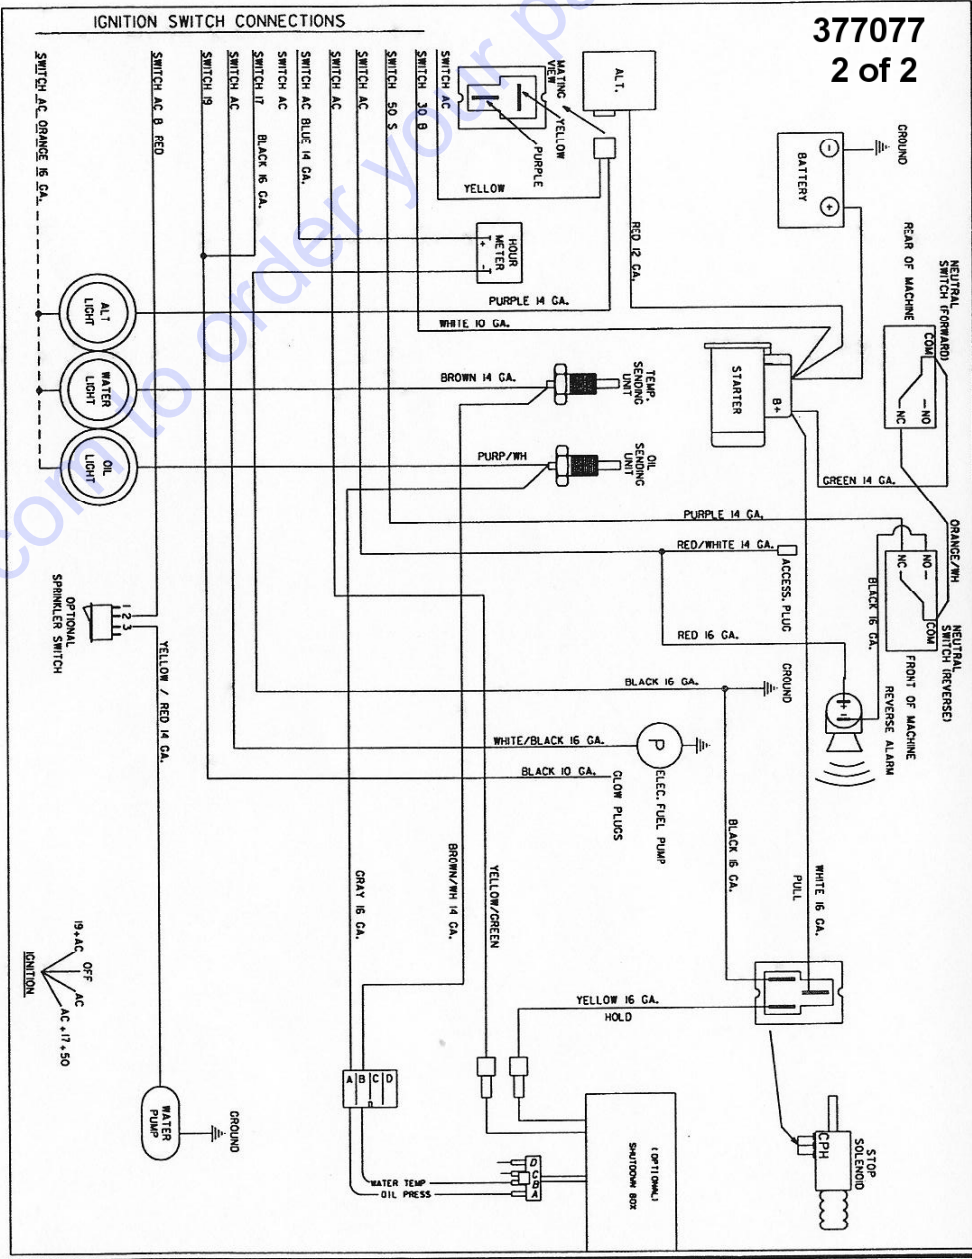 IGNITION SWITCH CONNECTIONS
377077
2 of 2
SWITCH AC ORANGE 16 GA.
SWITCH AC B RED
SWITCH 19
SWITCH AC
SWITCH 17
BLACK 16 GA.
SWITCH AC
SWITCH AC BLUE 14 GA.
SWITCH AC
SWITCH AC
SWITCH 50 S
SWITCH 30 B
SWITCH AC
MATING
VIEW
YELLOW
PURPLE
ALT.
YELLOW
RED 12 GA.
GROUND
BATTERY
-
+
HOUR
METER
+
-
PURPLE 14 GA.
WHITE 10 GA.
REAR OF MACHINE
NEUTRAL
SWITCH (FORWARD)
COM
NO
NC
ALT
LIGHT
WATER
LIGHT
OIL
LIGHT
BROWN 14 GA.
TEMP.
SENDING
UNIT
STARTER
B+
PURP/WH
OIL
SENDING
UNIT
GREEN 14 GA.
ORANGE/WH
PURPLE 14 GA.
RED/WHITE 14 GA.
ACCESS. PLUG
NO
NC
COM
BLACK 16 GA.
NEUTRAL
SWITCH (REVERSE)
FRONT OF MACHINE
OPTIONAL
SPRINKLER SWITCH
1
2
3
YELLOW / RED 14 GA.
RED 16 GA.
BLACK 16 GA.
GROUND
+
-
REVERSE ALARM
WHITE/BLACK 16 GA.
P
ELEC. FUEL PUMP
BLACK 10 GA.
GLOW PLUGS
BLACK 16 GA.
WHITE 16 GA.
PULL
GRAY 16 GA.
BROWN/WH 14 GA.
YELLOW/GREEN
YELLOW 16 GA.
HOLD
19+AC
OFF
AC
AC +17+50
IGNITION
A B C D
WATER
PUMP
GROUND
WATER TEMP
OIL PRESS
D
C
B
A
(OPTIONAL)
SHUTDOWN BOX
CPH
STOP
SOLENOID
com to order your pa